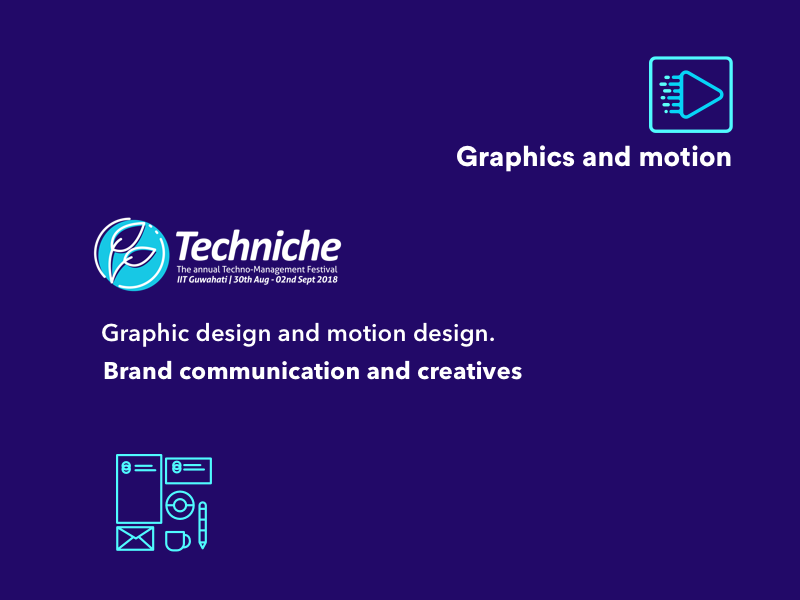 Graphics and motion
Techniche
The annual Techno-Management Festival
IIT Guwahati | 30th Aug - 02nd Sept 2018
Graphic design and motion design.
Brand communication and creatives